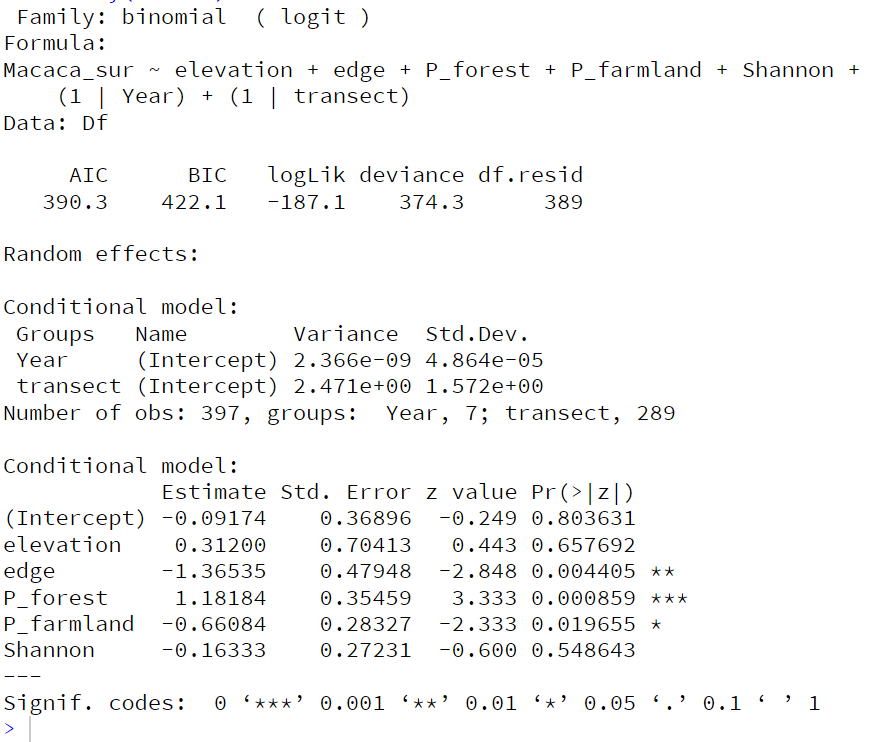 Family: binomial  ( logit )
Formula:
Macaca_sur ~ elevation + edge + P_forest + P_farmland + Shannon +
    (1 | Year) + (1 | transect)
Data: Df
     AIC      BIC   logLik deviance df.resid
   390.3    422.1   -187.1    374.3      389
Random effects:
Conditional model:
 Groups   Name        Variance  Std.Dev.
 Year     (Intercept) 2.366e-09 4.864e-05
 transect (Intercept) 2.471e+00 1.572e+00
Number of obs: 397, groups:  Year, 7; transect, 289
Conditional model:
            Estimate Std. Error z value Pr(>|z|)
(Intercept) -0.09174    0.36896  -0.249 0.803631
elevation    0.31200    0.70413   0.443 0.657692
edge        -1.36535    0.47948  -2.848 0.004405 **
P_forest     1.18184    0.35459   3.333 0.000859 ***
P_farmland  -0.66084    0.28327  -2.333 0.019655 *
Shannon     -0.16333    0.27231  -0.600 0.548643
---
Signif. codes:  0 ‘***’ 0.001 ‘**’ 0.01 ‘*’ 0.05 ‘.’ 0.1 ‘ ’ 1
>